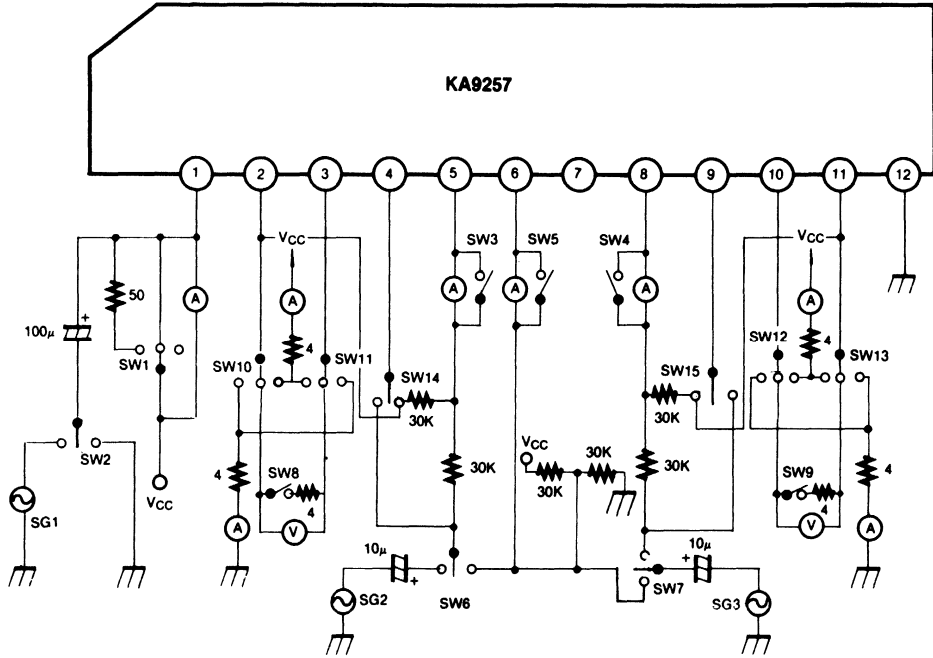 KA9257
1 2 3 4 5 6 7 8 9 10 11 12
VCC VCC
SW3 SW5 SW4
A A A A
50 A A A
100μ + SW1 SW10 4 SW11 SW12 4 SW13
SW14 SW15
30K 30K
SW2 VCC
4 SW8 30K 30K 30K 30K SW9 4
SG1 VCC 4 4
A V V A
10μ 10μ
+ +
SG2 SW6 SW7 SG3